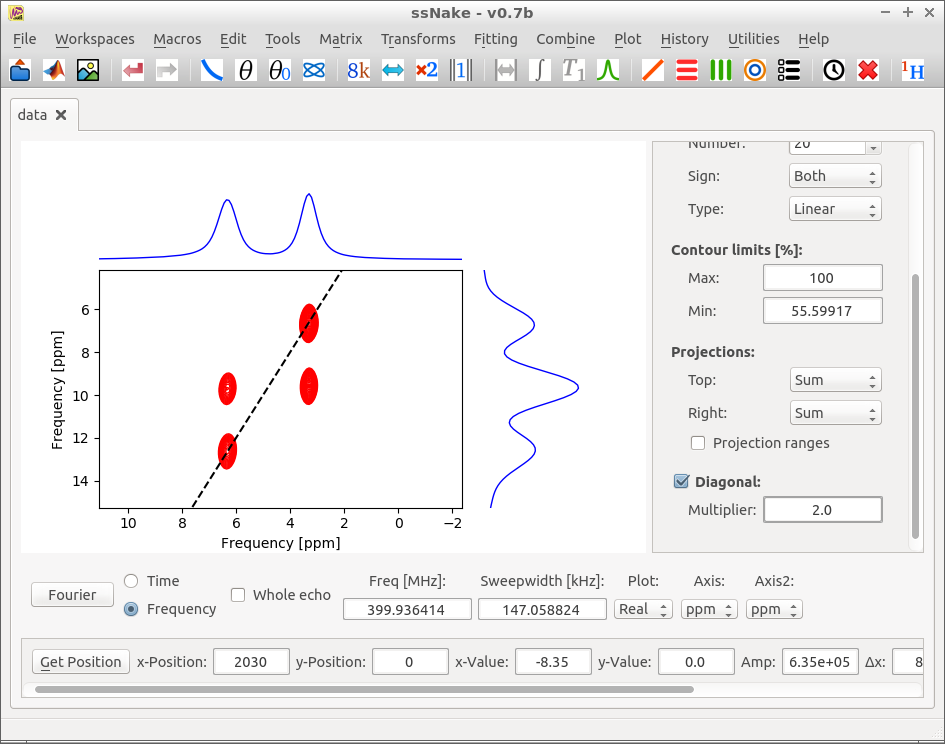 ssNake - v0.7b
File Workspaces Macros Edit Tools Matrix Transforms Fitting Combine Plot History Utilities Help
θ θ0 8k ×2 |1| ∫ T1 1H
data
Number: 20
Sign: Both
Type: Linear
Contour limits [%]:
Max: 100
Min: 55.59917
Projections:
Top: Sum
Right: Sum
Projection ranges
Diagonal:
Multiplier: 2.0
Frequency [ppm]
6
8
10
12
14
10 8 6 4 2 0 −2
Frequency [ppm]
Fourier
Time
Frequency
Whole echo
Freq [MHz]: Sweepwidth [kHz]: Plot: Axis: Axis2:
399.936414 147.058824 Real ppm ppm
Get Position x-Position: 2030 y-Position: 0 x-Value: -8.35 y-Value: 0.0 Amp: 6.35e+05 Δx: 8